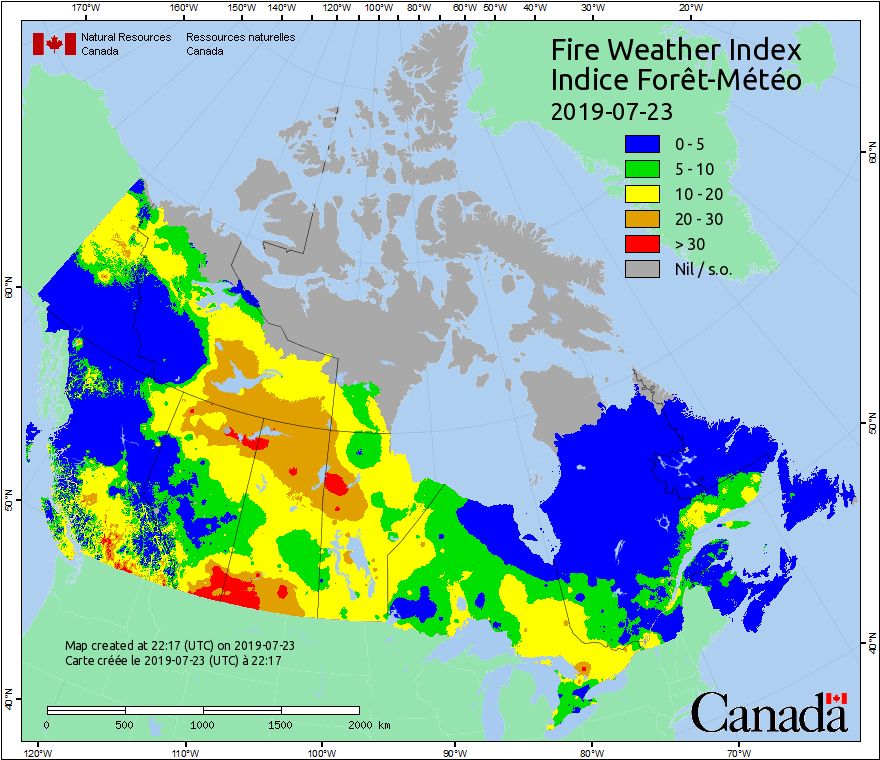 170°W 160°W 150°W 140°W 120°W 100°W 80°W 60°W 50°W 40°W 30°W 20°W
Natural Resources Ressources naturelles
Canada Canada
Fire Weather Index
Indice Forêt-Météo
2019-07-23
0 - 5
5 - 10
10 - 20
20 - 30
> 30
Nil / s.o.
60°N
60°N
50°N
50°N
40°N
40°N
Map created at 22:17 (UTC) on 2019-07-23
Carte créée le 2019-07-23 (UTC) à 22:17
0 500 1000 1500 2000 km
Canada
120°W 110°W 100°W 90°W 80°W 70°W